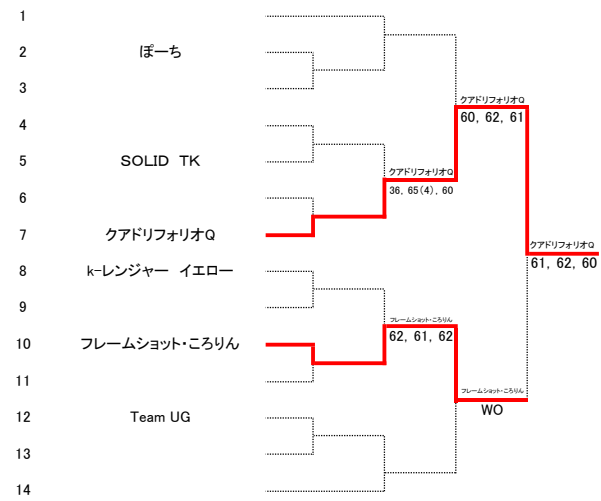 1
2 ぽーち
3
4
5 SOLID TK
6
7 クアドリフォリオQ
8 k-レンジャー イエロー
9
10 フレームショット・ころりん
11
12 Team UG
13
14
クアドリフォリオQ
36, 65(4), 60
フレームショット・ころりん
62, 61, 62
クアドリフォリオQ
60, 62, 61
フレームショット・ころりん
WO
クアドリフォリオQ
61, 62, 60